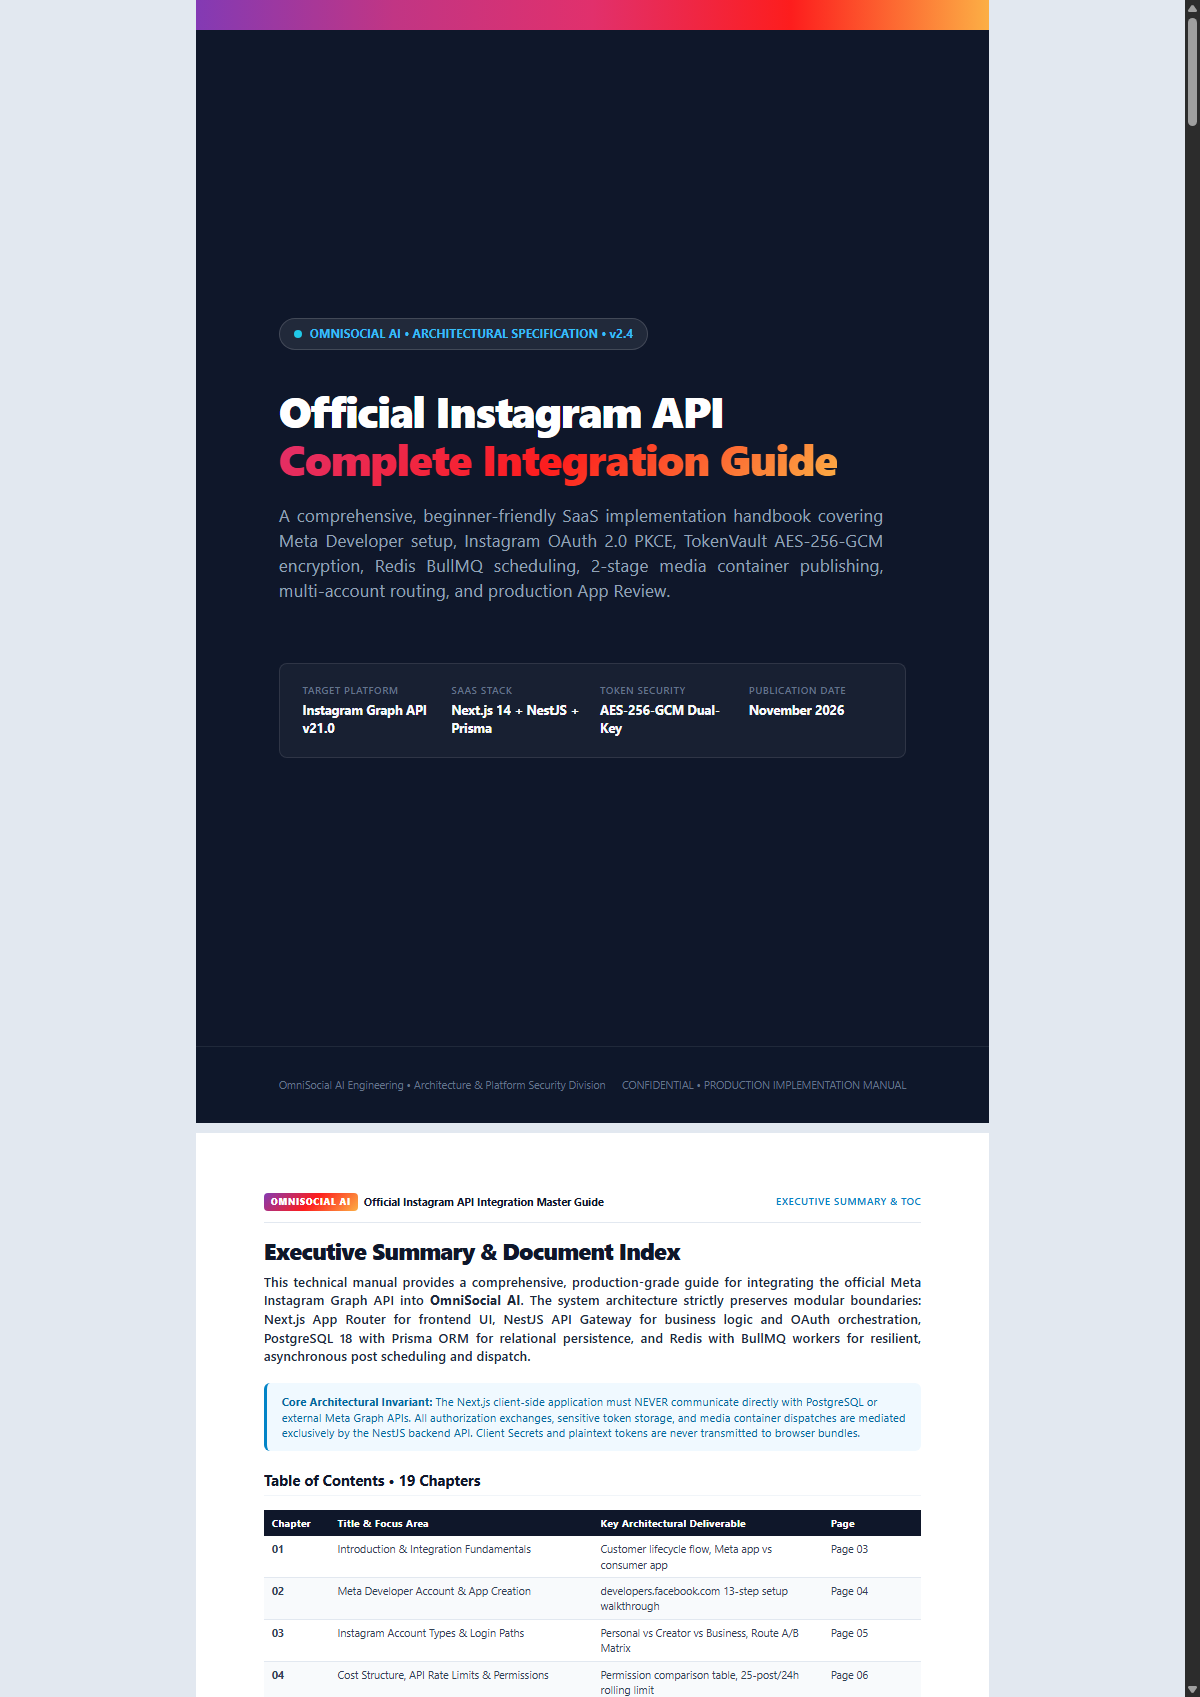 OMNISOCIAL AI • ARCHITECTURAL SPECIFICATION • v2.4
Official Instagram API
Complete Integration Guide
A comprehensive, beginner-friendly SaaS implementation handbook covering
Meta Developer setup, Instagram OAuth 2.0 PKCE, TokenVault AES-256-GCM
encryption, Redis BullMQ scheduling, 2-stage media container publishing,
multi-account routing, and production App Review.
TARGET PLATFORM
Instagram Graph API
v21.0
SAAS STACK
Next.js 14 + NestJS +
Prisma
TOKEN SECURITY
AES-256-GCM Dual-
Key
PUBLICATION DATE
November 2026
OmniSocial AI Engineering • Architecture & Platform Security Division
CONFIDENTIAL • PRODUCTION IMPLEMENTATION MANUAL
OMNISOCIAL AI Official Instagram API Integration Master Guide
EXECUTIVE SUMMARY & TOC
Executive Summary & Document Index
This technical manual provides a comprehensive, production-grade guide for integrating the official Meta
Instagram Graph API into OmniSocial AI. The system architecture strictly preserves modular boundaries:
Next.js App Router for frontend UI, NestJS API Gateway for business logic and OAuth orchestration,
PostgreSQL 18 with Prisma ORM for relational persistence, and Redis with BullMQ workers for resilient,
asynchronous post scheduling and dispatch.
Core Architectural Invariant: The Next.js client-side application must NEVER communicate directly with PostgreSQL or
external Meta Graph APIs. All authorization exchanges, sensitive token storage, and media container dispatches are mediated
exclusively by the NestJS backend API. Client Secrets and plaintext tokens are never transmitted to browser bundles.
Table of Contents • 19 Chapters
Chapter Title & Focus Area Key Architectural Deliverable Page
01 Introduction & Integration Fundamentals Customer lifecycle flow, Meta app vs
consumer app Page 03
02 Meta Developer Account & App Creation developers.facebook.com 13-step setup
walkthrough Page 04
03 Instagram Account Types & Login Paths Personal vs Creator vs Business, Route A/B
Matrix Page 05
04 Cost Structure, API Rate Limits & Permissions Permission comparison table, 25-post/24h
rolling limit Page 06